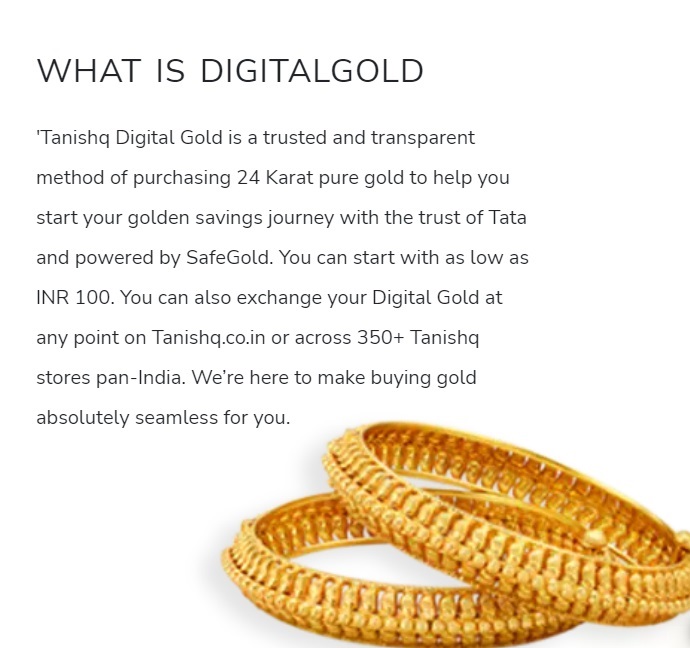 WHAT IS DIGITALGOLD
'Tanishq Digital Gold is a trusted and transparent
method of purchasing 24 Karat pure gold to help you
start your golden savings journey with the trust of Tata
and powered by SafeGold. You can start with as low as
INR 100. You can also exchange your Digital Gold at
any point on Tanishq.co.in or across 350+ Tanishq
stores pan-India. We’re here to make buying gold
absolutely seamless for you.